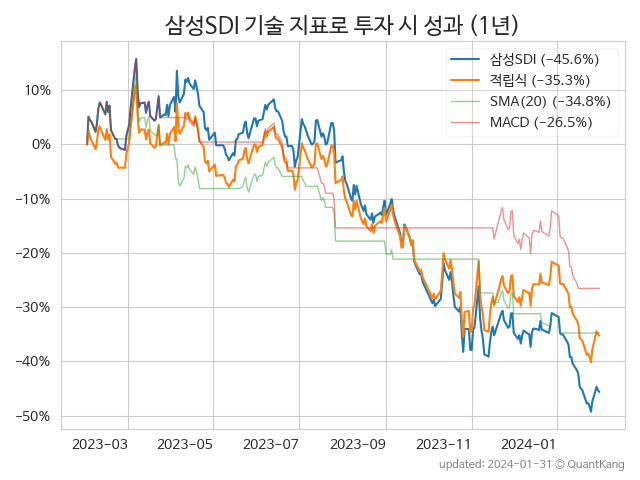 삼성SDI 기술 지표로 투자 시 성과 (1년)
삼성SDI (−45.6%)
적립식 (−35.3%)
SMA(20) (−34.8%)
MACD (−26.5%)
10%
0%
−10%
−20%
−30%
−40%
−50%
2023-03 2023-05 2023-07 2023-09 2023-11 2024-01
updated: 2024-01-31 © QuantKang